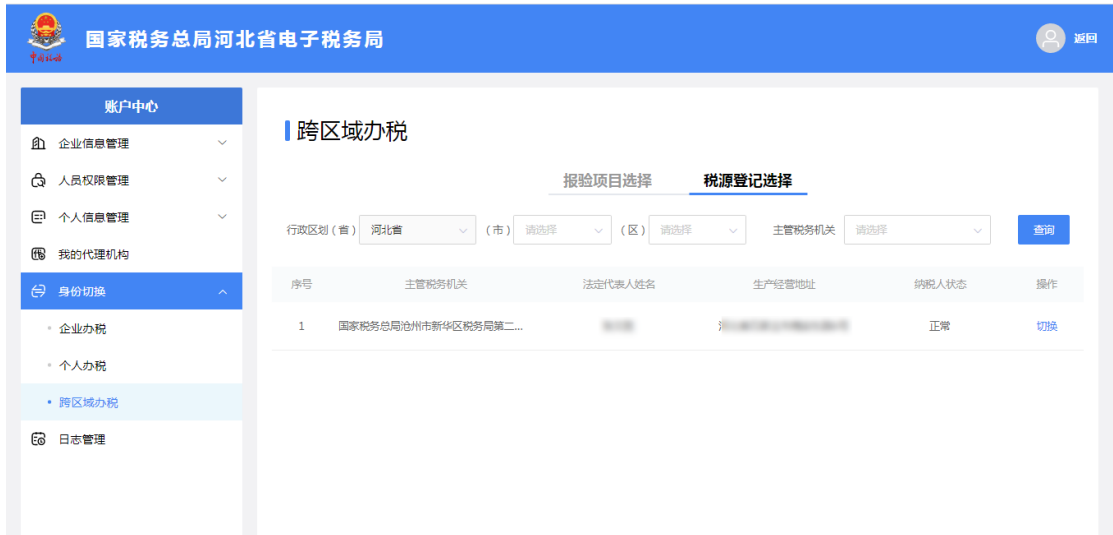 国家税务总局河北省电子税务局
返回
账户中心
企业信息管理
人员权限管理
个人信息管理
我的代理机构
身份切换
企业办税
个人办税
跨区域办税
日志管理
跨区域办税
报验项目选择 税源登记选择
行政区划(省) 河北省 (市) 请选择 (区) 请选择 主管税务机关 请选择 查询
序号 主管税务机关 法定代表人姓名 生产经营地址 纳税人状态 操作
1 国家税务总局沧州市新华区税务局第二... 正常 切换